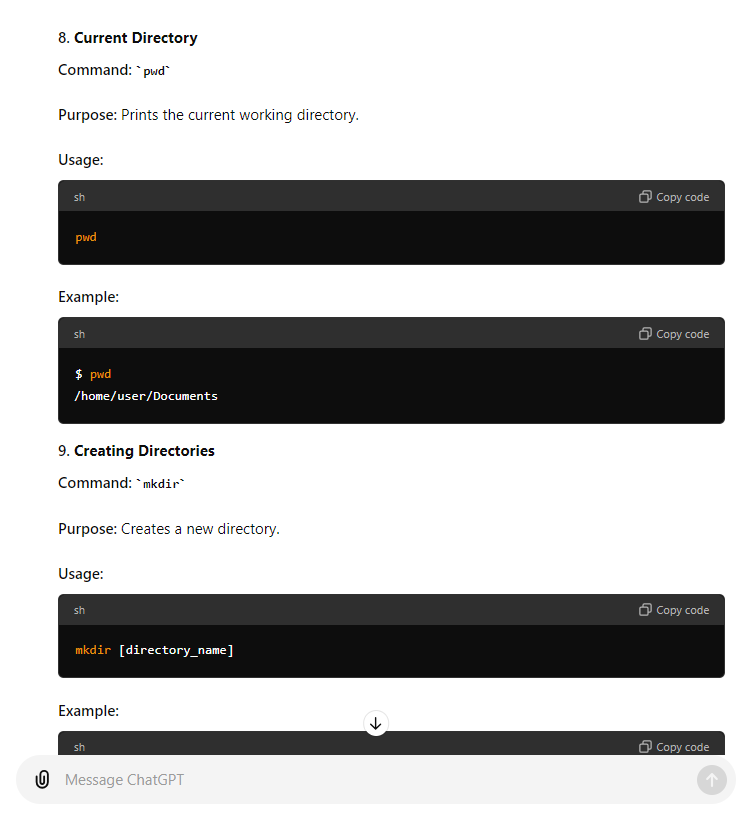 8. Current Directory
Command: `pwd`
Purpose: Prints the current working directory.
Usage:
sh Copy code
pwd
Example:
sh Copy code
$ pwd
/home/user/Documents
9. Creating Directories
Command: `mkdir`
Purpose: Creates a new directory.
Usage:
sh Copy code
mkdir [directory_name]
Example:
sh Copy code
Message ChatGPT